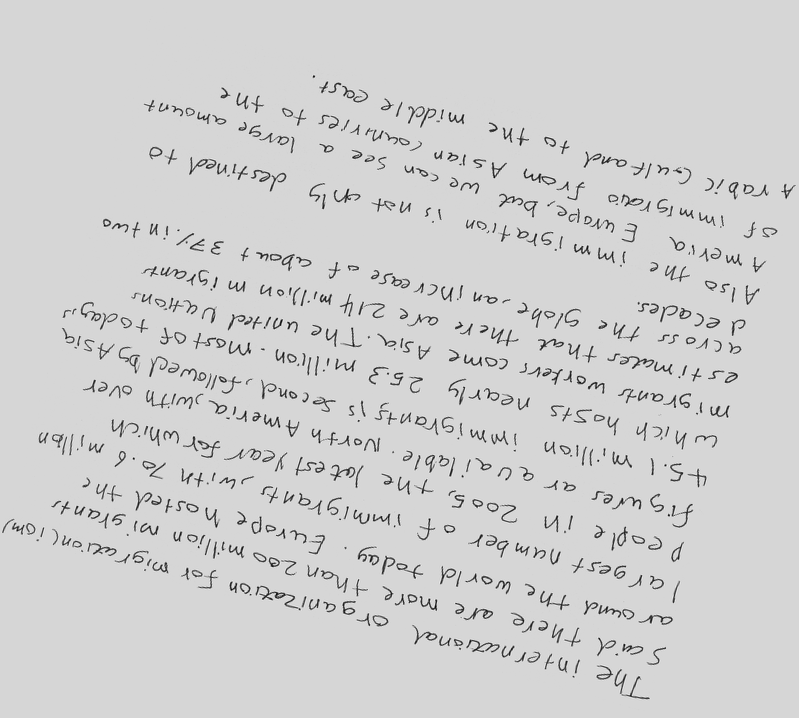 The international organization for migration(iom)
said there are more than 200 million migrants
around the world today. Europe hosted the
largest number of immigrants, with 70.6 millbn
people in 2005, the latest year for which
figures ar available. North America, with over
45.1 million immigrants is second, followed by Asia
which hosts nearly 25.3 million. most of today,s
migrants workers come Asia. The united Nations
estimates that there are 214 million migrant
across the globe, an increase of about 37%. in two
decades.
Also the immigration is not only destined to
Ameria Europe, but we can see a large amount
of immigratio from Asian countries to the
Arabic Gulf and to the middle east.